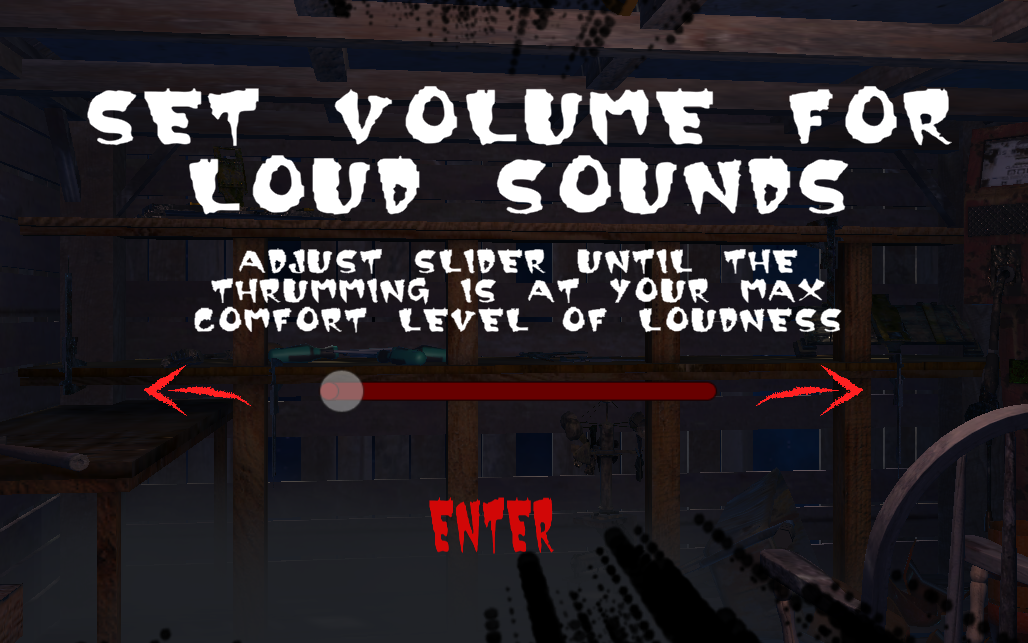 SET VOLUME FOR
LOUD SOUNDS
ADJUST SLIDER UNTIL THE
THRUMMING IS AT YOUR MAX
COMFORT LEVEL OF LOUDNESS
ENTER